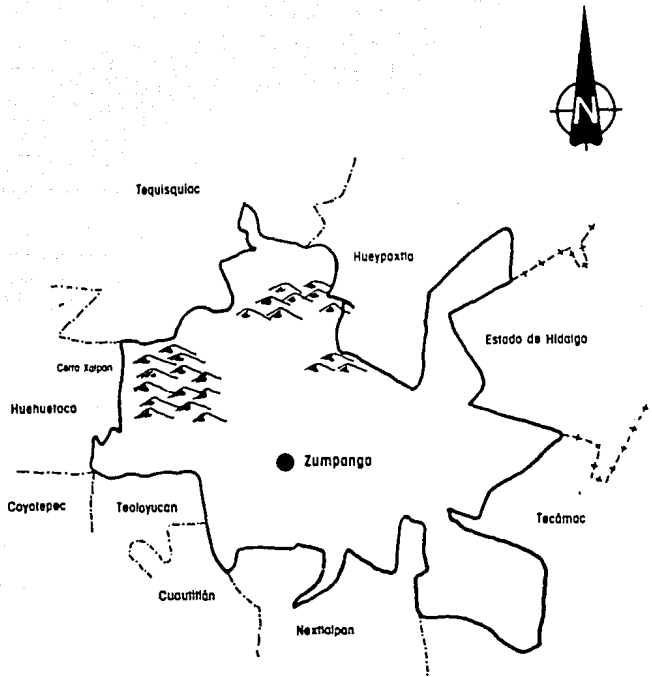 N
Tequisquiac
Hueypoxtla
Estado de Hidalgo
Cerro Xalpan
Huehuetoca
Zumpango
Coyotepec
Teoloyucan
Tecámac
Cuautitlán
Nextlalpan